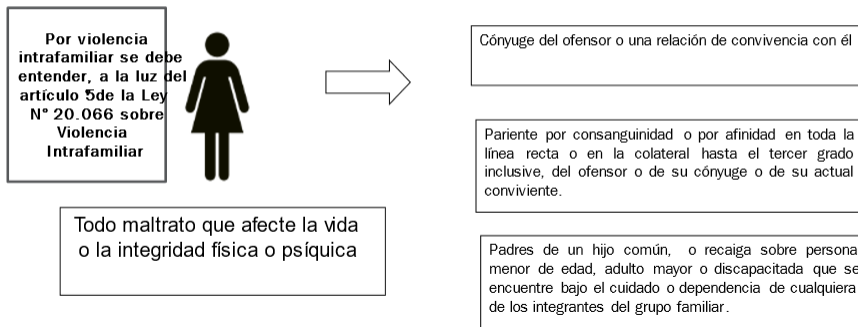 Por violencia
intrafamiliar se debe
entender, a la luz del
artículo 5de la Ley
N° 20.066 sobre
Violencia
Intrafamiliar
Todo maltrato que afecte la vida
o la integridad física o psíquica
Cónyuge del ofensor o una relación de convivencia con él
Pariente por consanguinidad o por afinidad en toda la
línea recta o en la colateral hasta el tercer grado
inclusive, del ofensor o de su cónyuge o de su actual
conviviente.
Padres de un hijo común, o recaiga sobre persona
menor de edad, adulto mayor o discapacitada que se
encuentre bajo el cuidado o dependencia de cualquiera
de los integrantes del grupo familiar.